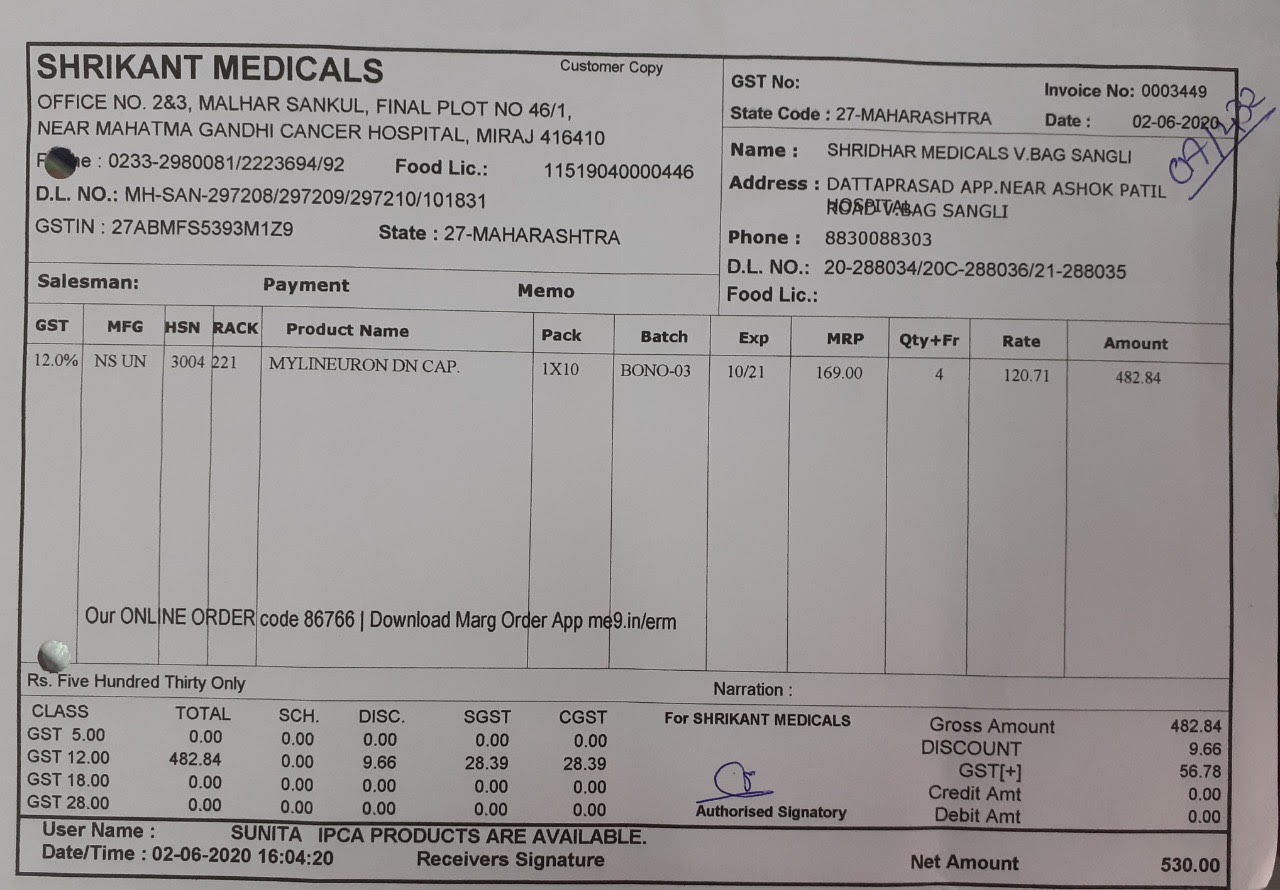 SHRIKANT MEDICALS
Customer Copy
OFFICE NO. 2&3, MALHAR SANKUL, FINAL PLOT NO 46/1,
NEAR MAHATMA GANDHI CANCER HOSPITAL, MIRAJ 416410
: 0233-2980081/2223694/92 Food Lic.: 11519040000446
D.L. NO.: MH-SAN-297208/297209/297210/101831
GSTIN : 27ABMFS5393M1Z9 State : 27-MAHARASHTRA
GST No: Invoice No: 0003449
State Code : 27-MAHARASHTRA Date : 02-06-2020
Name : SHRIDHAR MEDICALS V.BAG SANGLI
Address : DATTAPRASAD APP.NEAR ASHOK PATIL
HOSPITAL
ROAD V.BAG SANGLI
Phone : 8830088303
D.L. NO.: 20-288034/20C-288036/21-288035
Food Lic.:
Salesman: Payment Memo
GST MFG HSN RACK Product Name Pack Batch Exp MRP Qty+Fr Rate Amount
12.0% NS UN 3004 221 MYLINEURON DN CAP. 1X10 BONO-03 10/21 169.00 4 120.71 482.84
Our ONLINE ORDER code 86766 | Download Marg Order App me9.in/erm
Rs. Five Hundred Thirty Only Narration :
CLASS TOTAL SCH. DISC. SGST CGST
GST 5.00 0.00 0.00 0.00 0.00 0.00
GST 12.00 482.84 0.00 9.66 28.39 28.39
GST 18.00 0.00 0.00 0.00 0.00 0.00
GST 28.00 0.00 0.00 0.00 0.00 0.00
For SHRIKANT MEDICALS
Authorised Signatory
Gross Amount 482.84
DISCOUNT 9.66
GST[+] 56.78
Credit Amt 0.00
Debit Amt 0.00
User Name : SUNITA IPCA PRODUCTS ARE AVAILABLE.
Date/Time : 02-06-2020 16:04:20 Receivers Signature
Net Amount 530.00